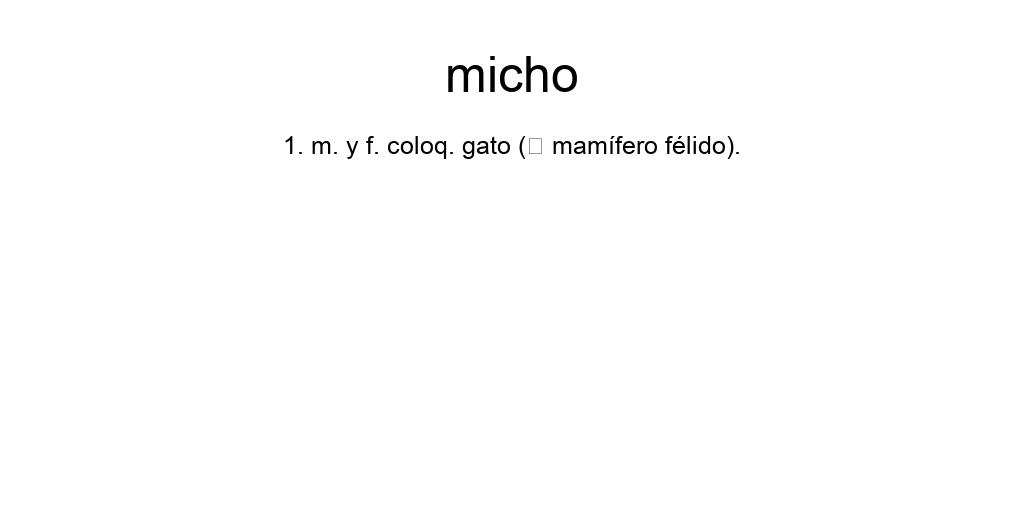 micho
1. m. y f. coloq. gato (□ mamífero félido).